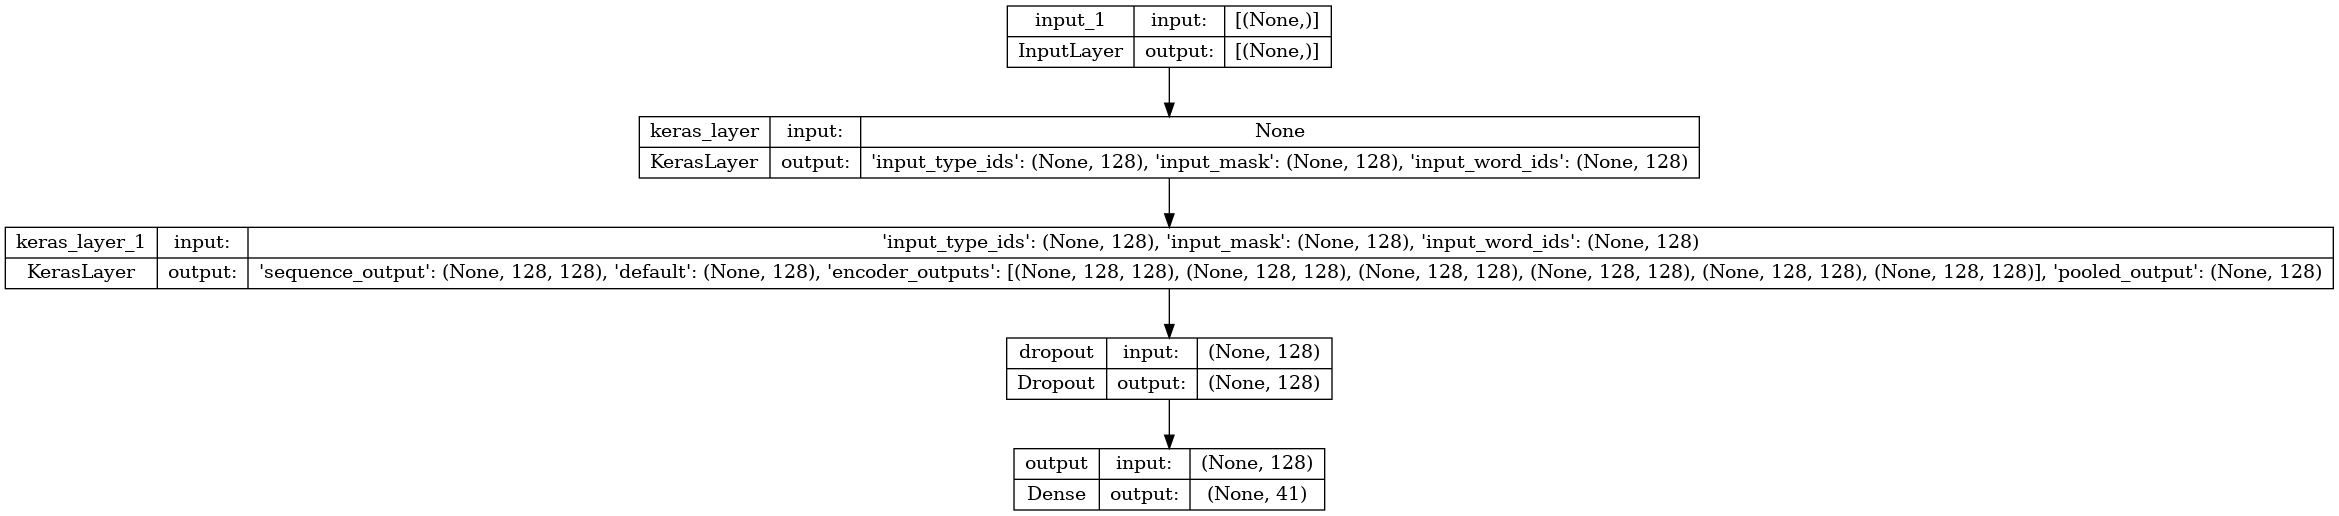 input_1 input: [(None,)]
InputLayer output: [(None,)]
keras_layer input: None
KerasLayer output: 'input_type_ids': (None, 128), 'input_mask': (None, 128), 'input_word_ids': (None, 128)
keras_layer_1 input: 'input_type_ids': (None, 128), 'input_mask': (None, 128), 'input_word_ids': (None, 128)
KerasLayer output: 'sequence_output': (None, 128, 128), 'default': (None, 128), 'encoder_outputs': [(None, 128, 128), (None, 128, 128), (None, 128, 128), (None, 128, 128), (None, 128, 128), (None, 128, 128)], 'pooled_output': (None, 128)
dropout input: (None, 128)
Dropout output: (None, 128)
output input: (None, 128)
Dense output: (None, 41)